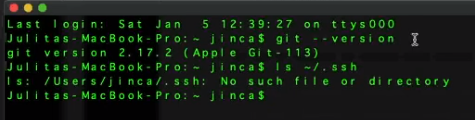 Last login: Sat Jan  5 12:39:27 on ttys000
Julitas-MacBook-Pro:~ jinca$ git --version
git version 2.17.2 (Apple Git-113)
Julitas-MacBook-Pro:~ jinca$ ls ~/.ssh
ls: /Users/jinca/.ssh: No such file or directory
Julitas-MacBook-Pro:~ jinca$